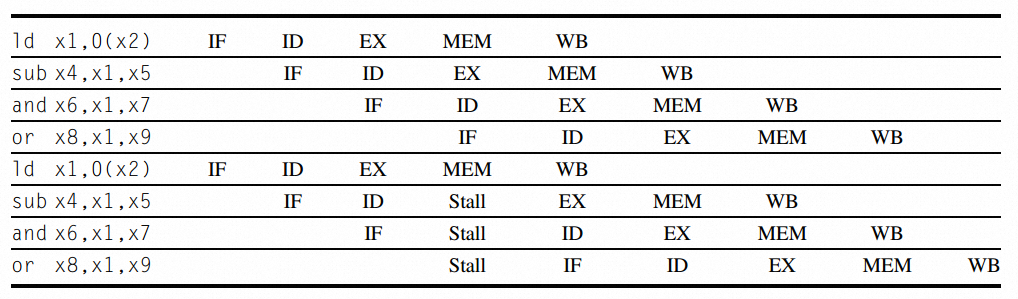 ld x1,0(x2) IF ID EX MEM WB
sub x4,x1,x5 IF ID EX MEM WB
and x6,x1,x7 IF ID EX MEM WB
or x8,x1,x9 IF ID EX MEM WB
ld x1,0(x2) IF ID EX MEM WB
sub x4,x1,x5 IF ID Stall EX MEM WB
and x6,x1,x7 IF Stall ID EX MEM WB
or x8,x1,x9 Stall IF ID EX MEM WB